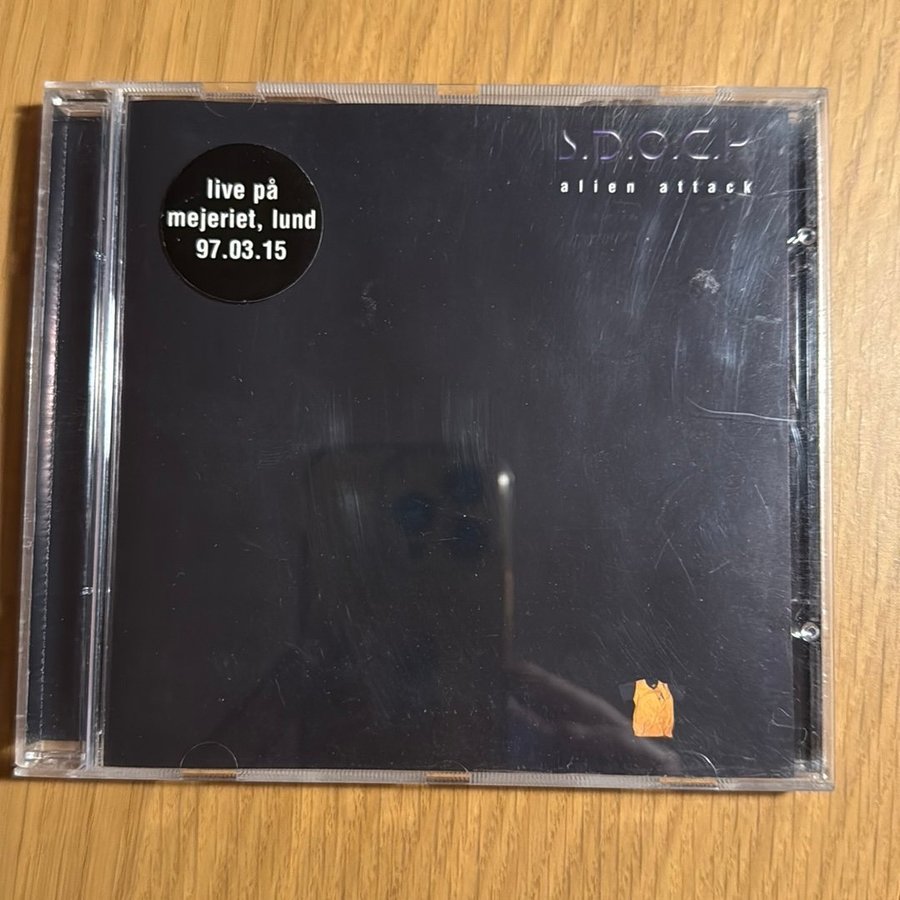 live på
mejeriet, lund
97.03.15
S.D.O.C.H
alien attack